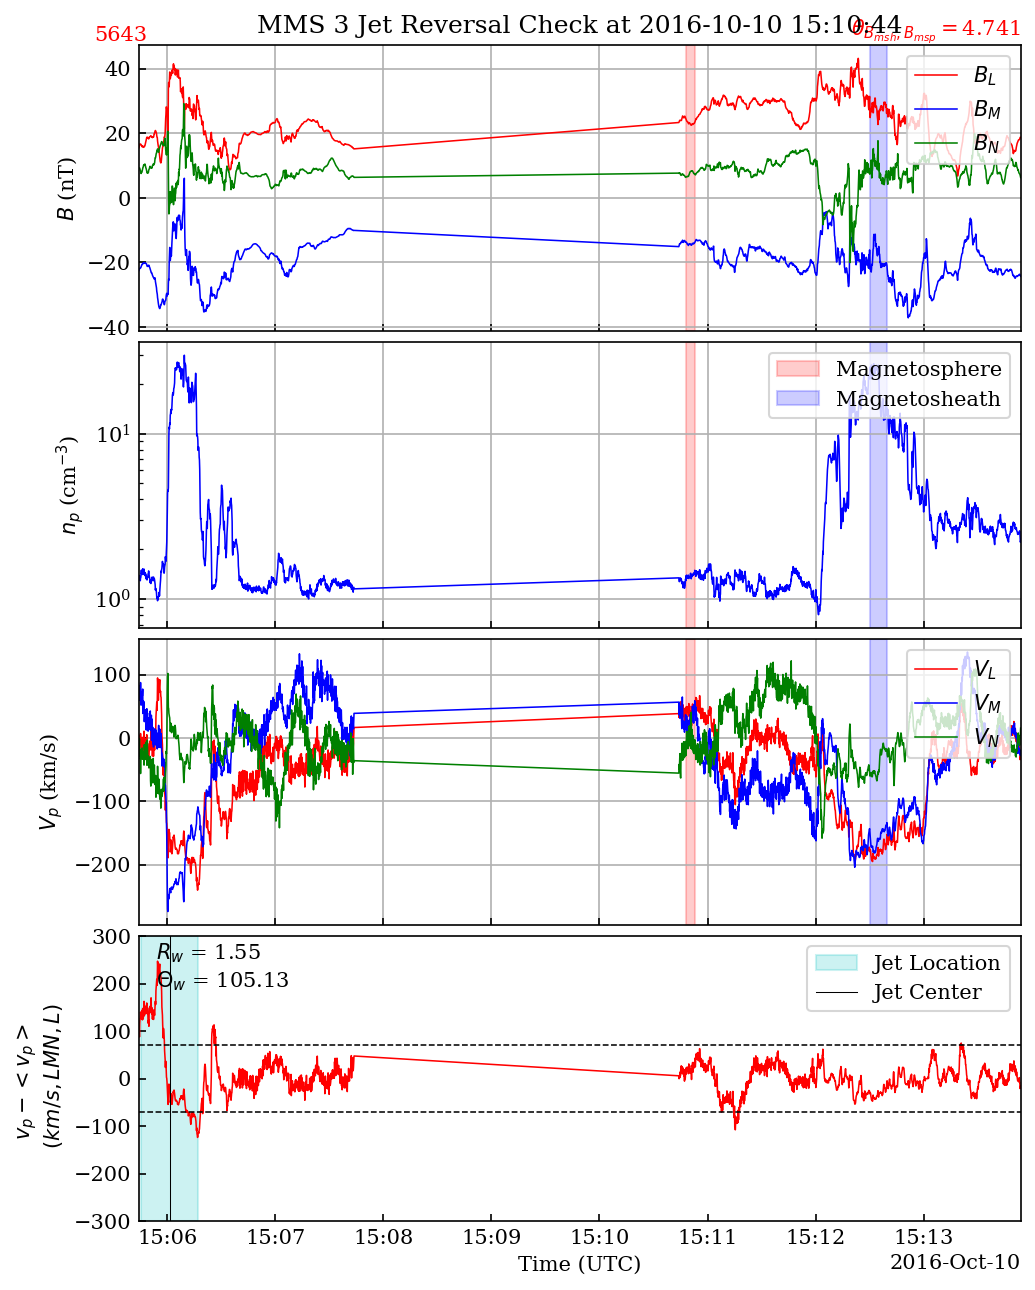 MMS 3 Jet Reversal Check at 2016-10-10 15:10:44
5643
θ_{B_{msh}, B_{msp}} = 4.741
40
20
0
−20
−40
B (nT)
B_L
B_M
B_N
10^1
10^0
n_p (cm^{−3})
Magnetosphere
Magnetosheath
100
0
−100
−200
V_p (km/s)
V_L
V_M
V_N
300
200
100
0
−100
−200
−300
v_p − <v_p>
(km/s, LMN, L)
R_w = 1.55
Θ_w = 105.13
Jet Location
Jet Center
15:06 15:07 15:08 15:09 15:10 15:11 15:12 15:13
Time (UTC)
2016-Oct-10